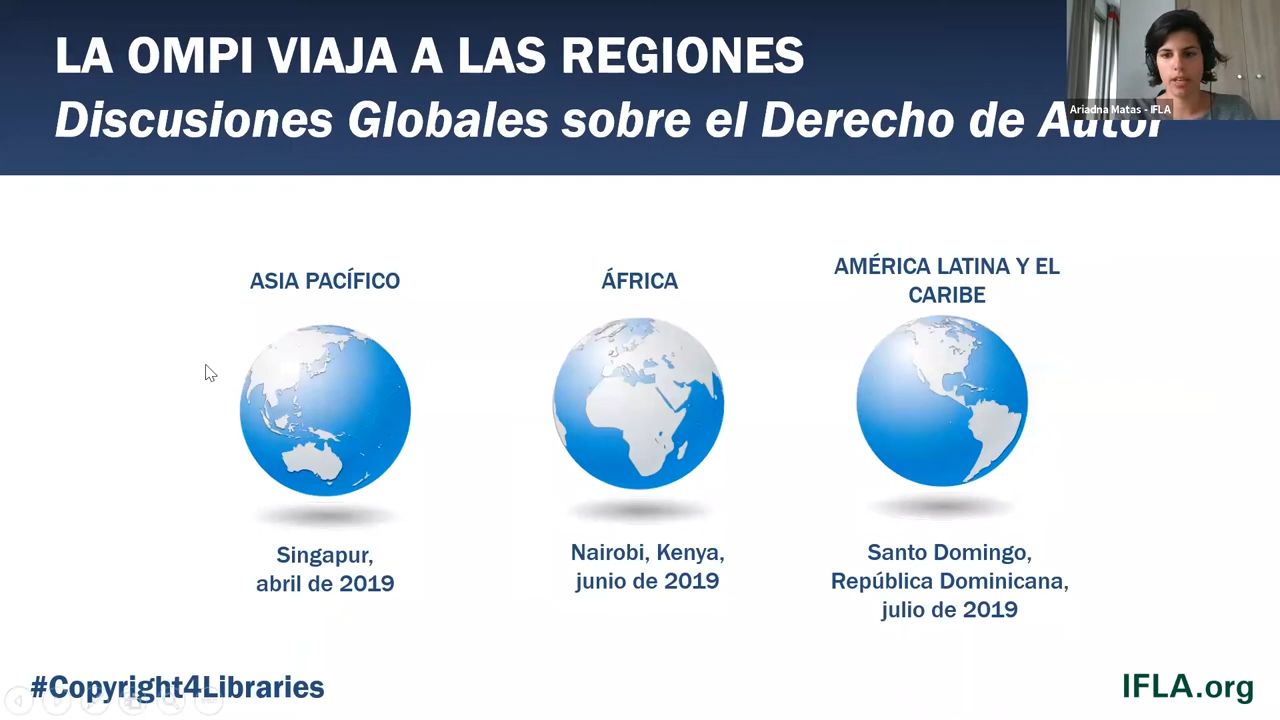 LA OMPI VIAJA A LAS REGIONES
Discusiones Globales sobre el Derecho de Autor
Ariadna Matas - IFLA
ASIA PACÍFICO
ÁFRICA
AMÉRICA LATINA Y EL
CARIBE
Singapur,
abril de 2019
Nairobi, Kenya,
junio de 2019
Santo Domingo,
República Dominicana,
julio de 2019
#Copyright4Libraries
IFLA.org